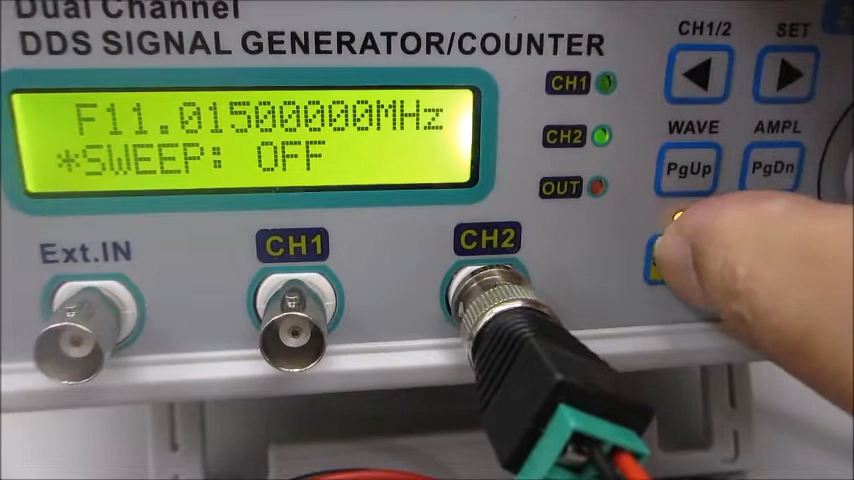 Dual Channel
DDS SIGNAL GENERATOR/COUNTER
CH1/2 SET
F11.01500000MHz
*SWEEP: OFF
CH1
CH2
OUT
WAVE AMPL
PgUp PgDn
Ext.IN CH1 CH2